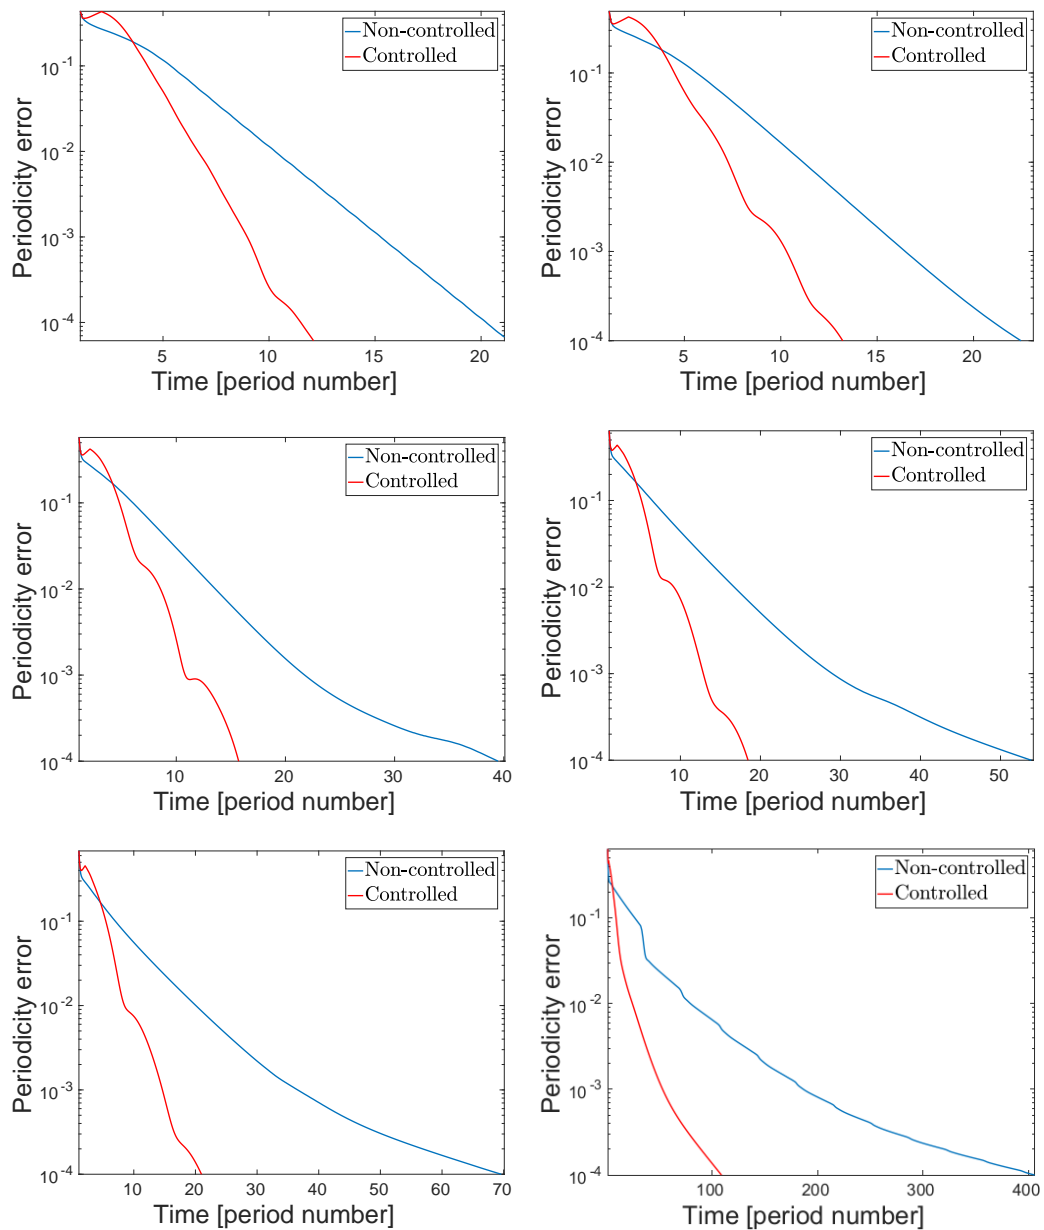 Non-controlled
Controlled
Periodicity error
10-1
10-2
10-3
10-4
5
10
15
20
Time [period number]
Non-controlled
Controlled
Periodicity error
10-1
10-2
10-3
10-4
5
10
15
20
Time [period number]
Non-controlled
Controlled
Periodicity error
10-1
10-2
10-3
10-4
10
20
30
40
Time [period number]
Non-controlled
Controlled
Periodicity error
10-1
10-2
10-3
10-4
10
20
30
40
50
Time [period number]
Non-controlled
Controlled
Periodicity error
10-1
10-2
10-3
10-4
10
20
30
40
50
60
70
Time [period number]
Non-controlled
Controlled
Periodicity error
10-1
10-2
10-3
10-4
100
200
300
400
Time [period number]